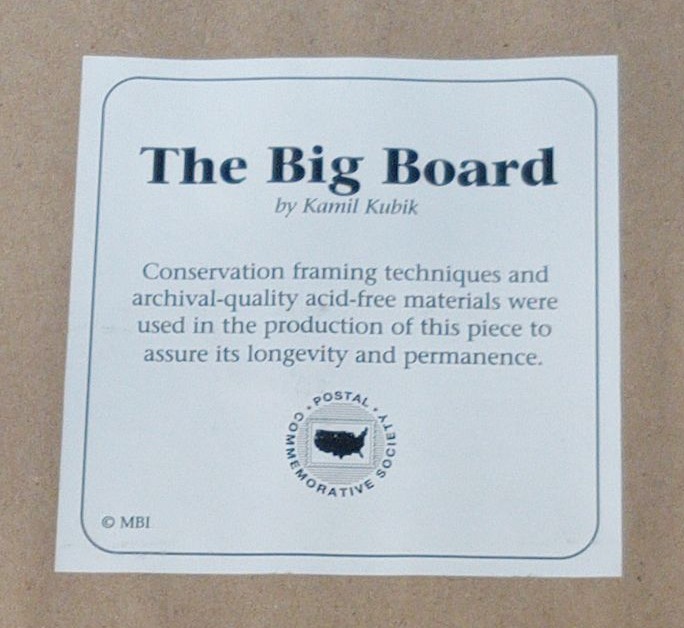 The Big Board
by Kamil Kubik
Conservation framing techniques and
archival-quality acid-free materials were
used in the production of this piece to
assure its longevity and permanence.
· POSTAL ·
COMMEMORATIVE SOCIETY
© MBI